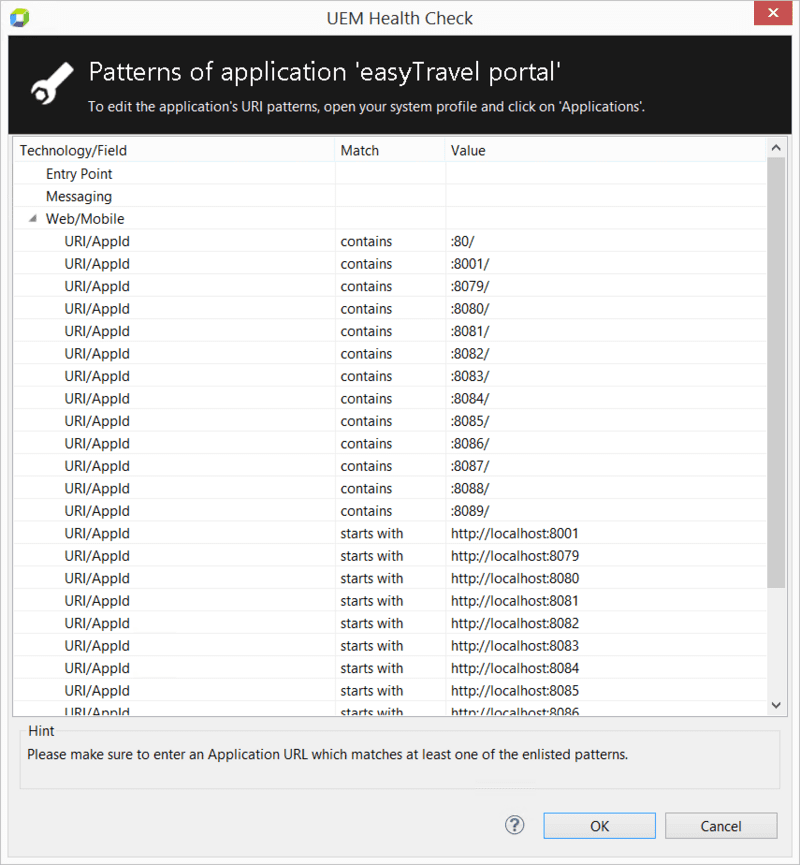 UEM Health Check
Patterns of application 'easyTravel portal'
To edit the application's URI patterns, open your system profile and click on 'Applications'.
Technology/Field Match Value
Entry Point
Messaging
Web/Mobile
URI/AppId contains :80/
URI/AppId contains :8001/
URI/AppId contains :8079/
URI/AppId contains :8080/
URI/AppId contains :8081/
URI/AppId contains :8082/
URI/AppId contains :8083/
URI/AppId contains :8084/
URI/AppId contains :8085/
URI/AppId contains :8086/
URI/AppId contains :8087/
URI/AppId contains :8088/
URI/AppId contains :8089/
URI/AppId starts with http://localhost:8001
URI/AppId starts with http://localhost:8079
URI/AppId starts with http://localhost:8080
URI/AppId starts with http://localhost:8081
URI/AppId starts with http://localhost:8082
URI/AppId starts with http://localhost:8083
URI/AppId starts with http://localhost:8084
URI/AppId starts with http://localhost:8085
URI/AppId starts with http://localhost:8086
Hint
Please make sure to enter an Application URL which matches at least one of the enlisted patterns.
? OK Cancel